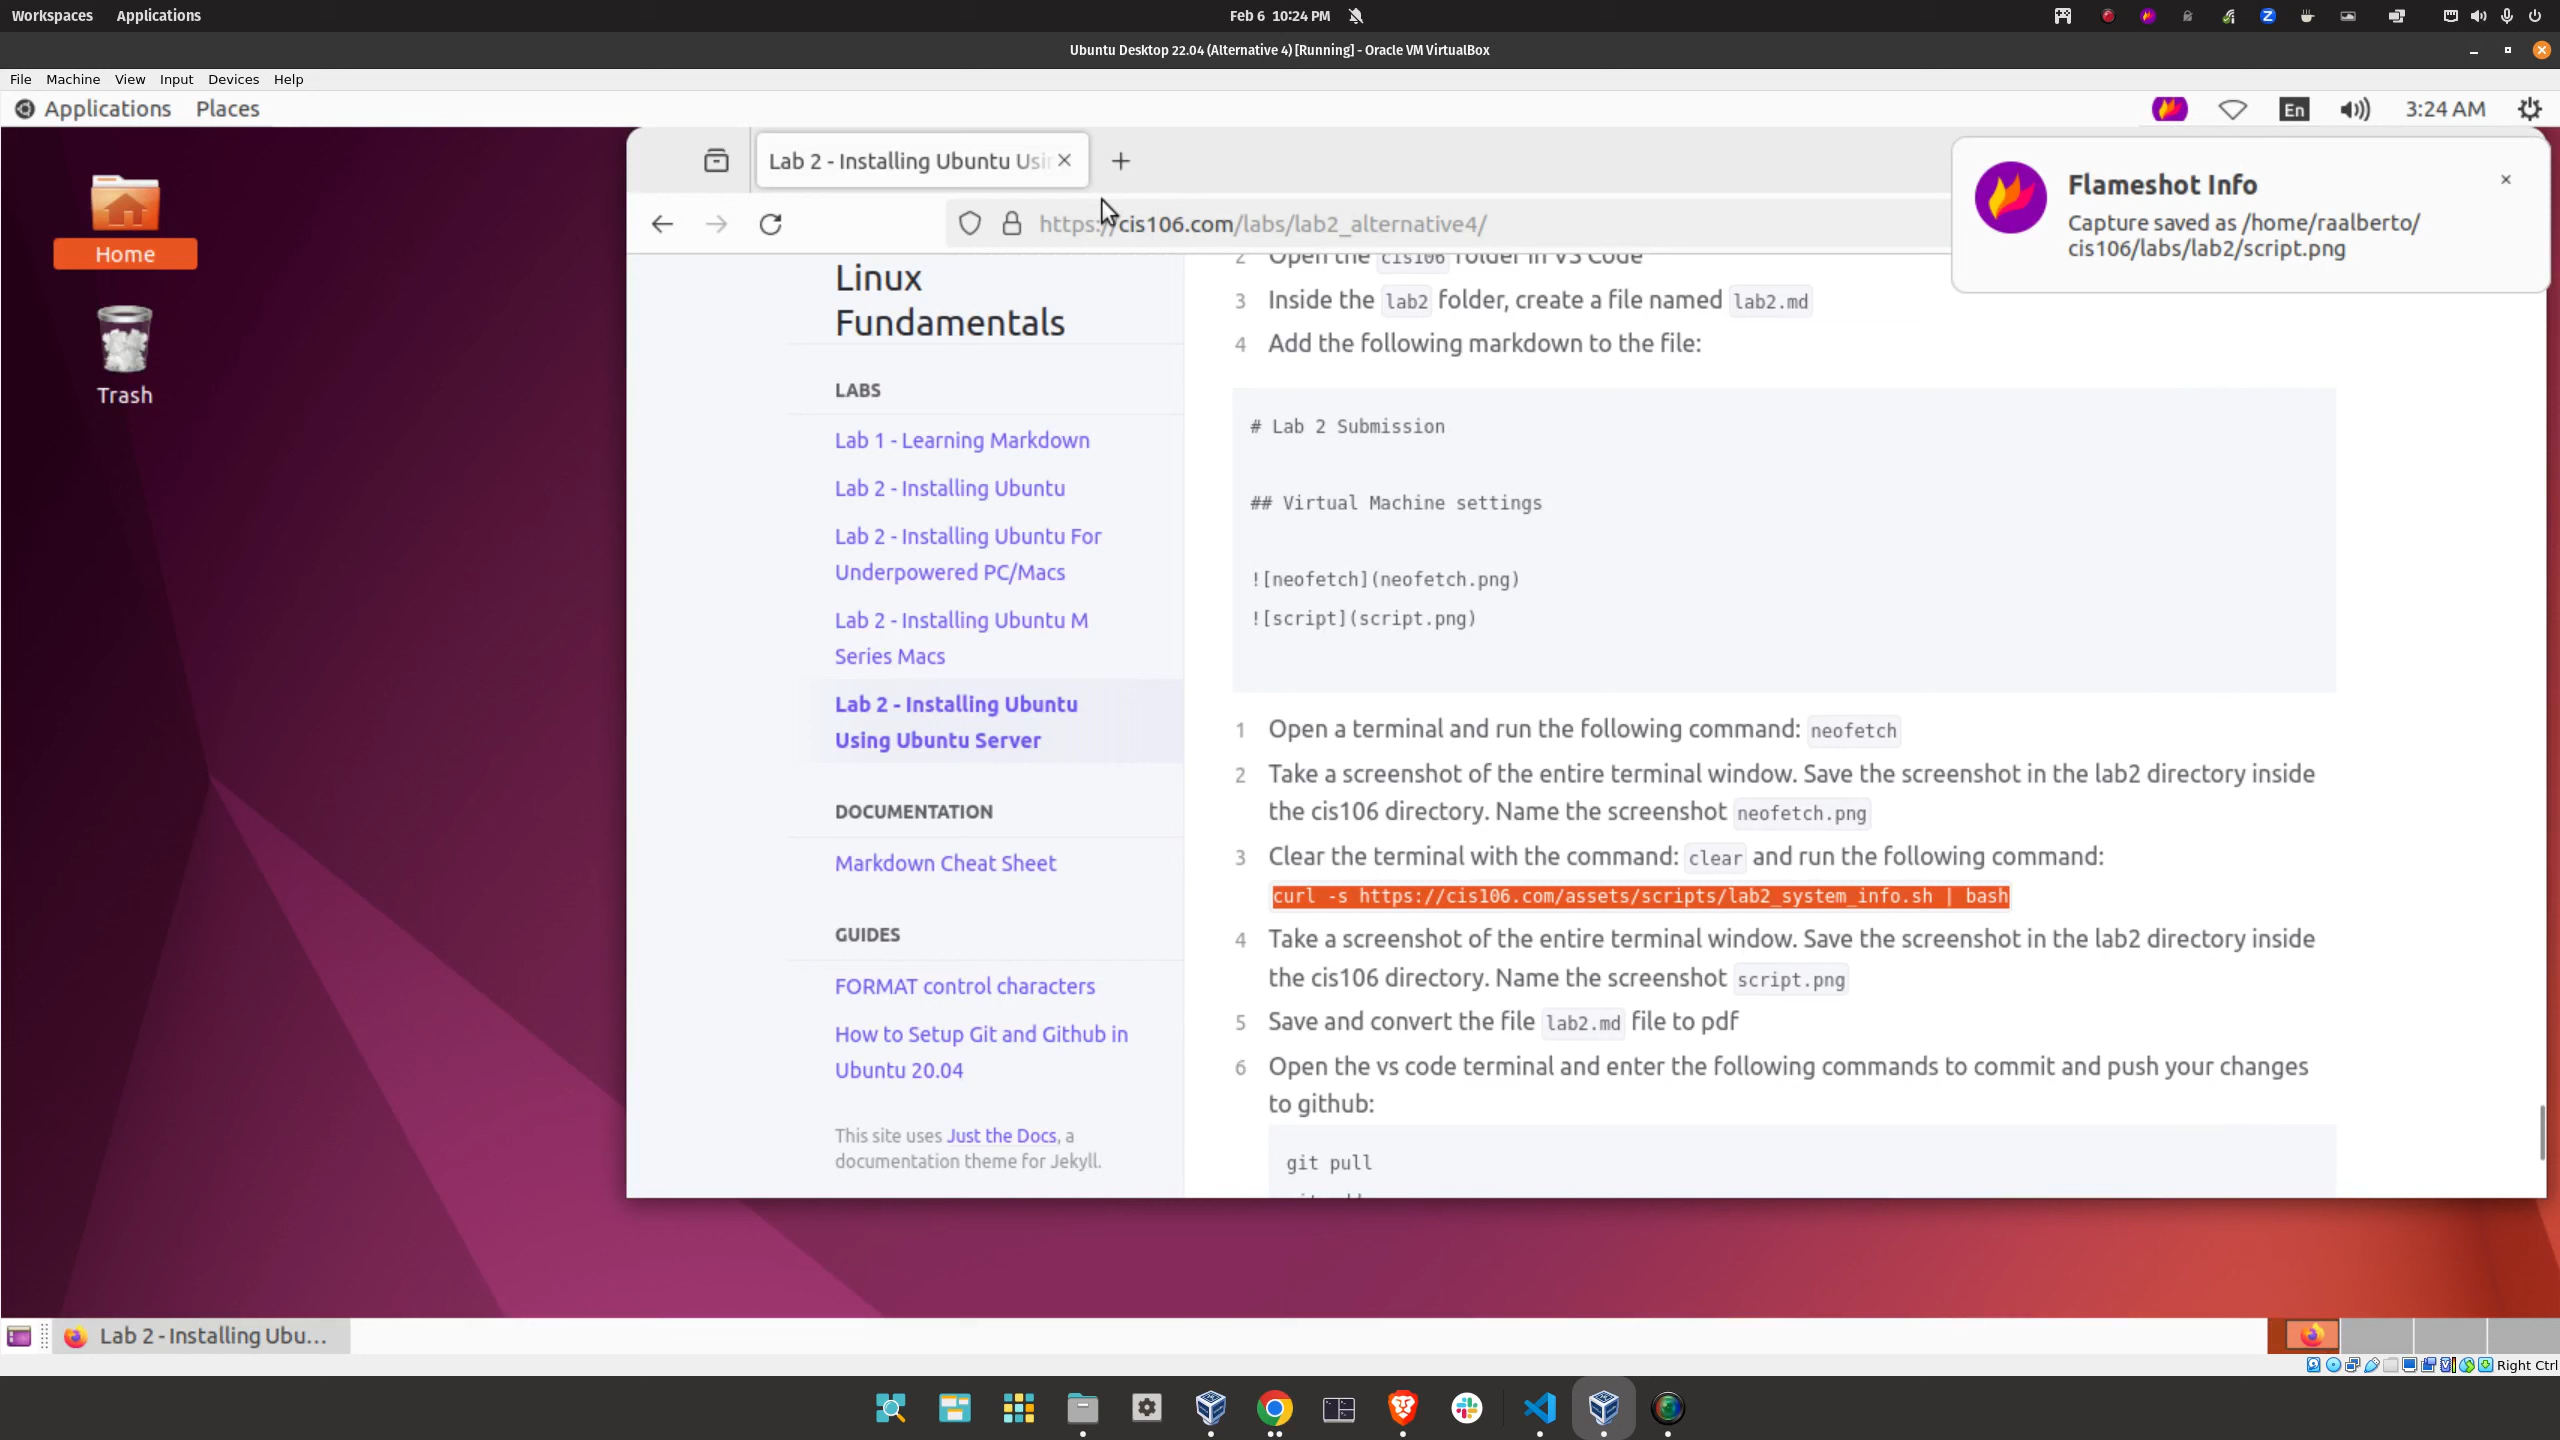 Workspaces Applications Feb 6 10:24 PM
Ubuntu Desktop 22.04 (Alternative 4) [Running] - Oracle VM VirtualBox
File Machine View Input Devices Help
Applications Places En 3:24 AM
Home
Trash
Lab 2 - Installing Ubuntu Usi
https://cis106.com/labs/lab2_alternative4/
Flameshot Info
Capture saved as /home/raalberto/
cis106/labs/lab2/script.png
Linux
Fundamentals
LABS
Lab 1 - Learning Markdown
Lab 2 - Installing Ubuntu
Lab 2 - Installing Ubuntu For
Underpowered PC/Macs
Lab 2 - Installing Ubuntu M
Series Macs
Lab 2 - Installing Ubuntu
Using Ubuntu Server
DOCUMENTATION
Markdown Cheat Sheet
GUIDES
FORMAT control characters
How to Setup Git and Github in
Ubuntu 20.04
This site uses Just the Docs, a
documentation theme for Jekyll.
2 Open the cis106 folder in VS Code
3 Inside the lab2 folder, create a file named lab2.md
4 Add the following markdown to the file:
# Lab 2 Submission
## Virtual Machine settings
![neofetch](neofetch.png)
![script](script.png)
1 Open a terminal and run the following command: neofetch
2 Take a screenshot of the entire terminal window. Save the screenshot in the lab2 directory inside
the cis106 directory. Name the screenshot neofetch.png
3 Clear the terminal with the command: clear and run the following command:
curl -s https://cis106.com/assets/scripts/lab2_system_info.sh | bash
4 Take a screenshot of the entire terminal window. Save the screenshot in the lab2 directory inside
the cis106 directory. Name the screenshot script.png
5 Save and convert the file lab2.md file to pdf
6 Open the vs code terminal and enter the following commands to commit and push your changes
to github:
git pull
Lab 2 - Installing Ubu...
Right Ctrl